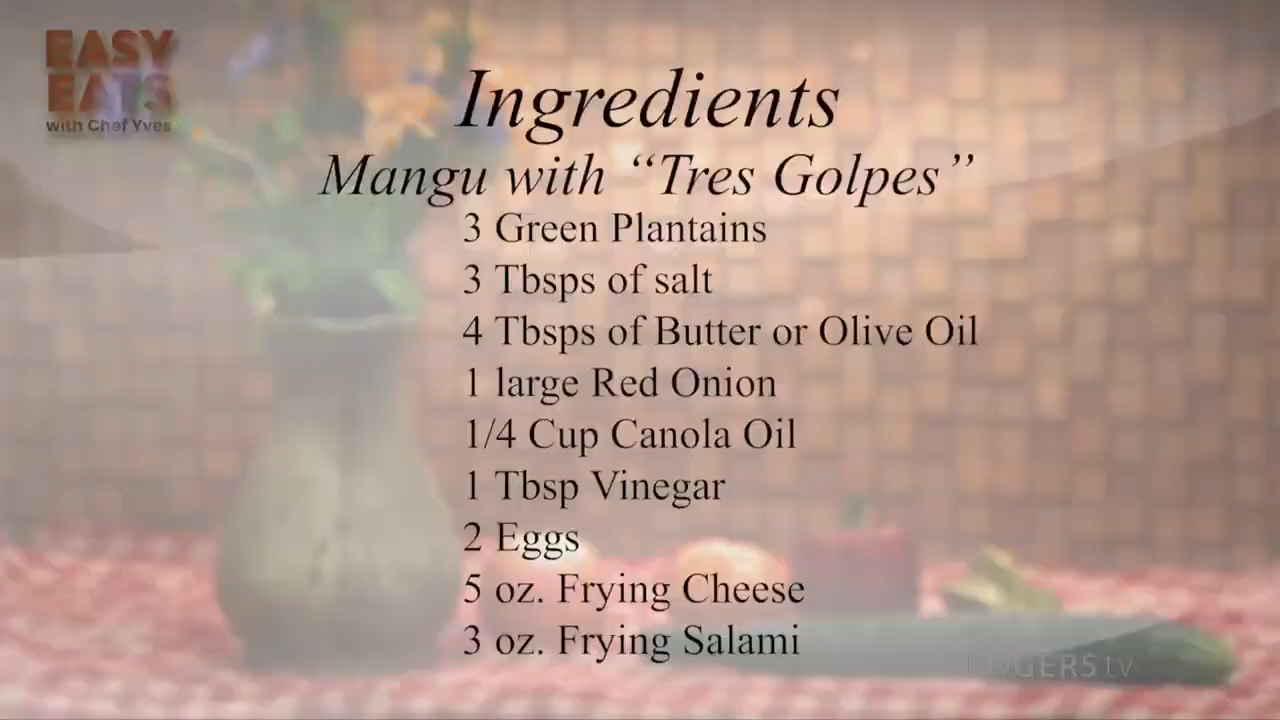 EASY
EATS
with Chef Yves
Ingredients
Mangu with “Tres Golpes”
3 Green Plantains
3 Tbsps of salt
4 Tbsps of Butter or Olive Oil
1 large Red Onion
1/4 Cup Canola Oil
1 Tbsp Vinegar
2 Eggs
5 oz. Frying Cheese
3 oz. Frying Salami
ROGERS tv